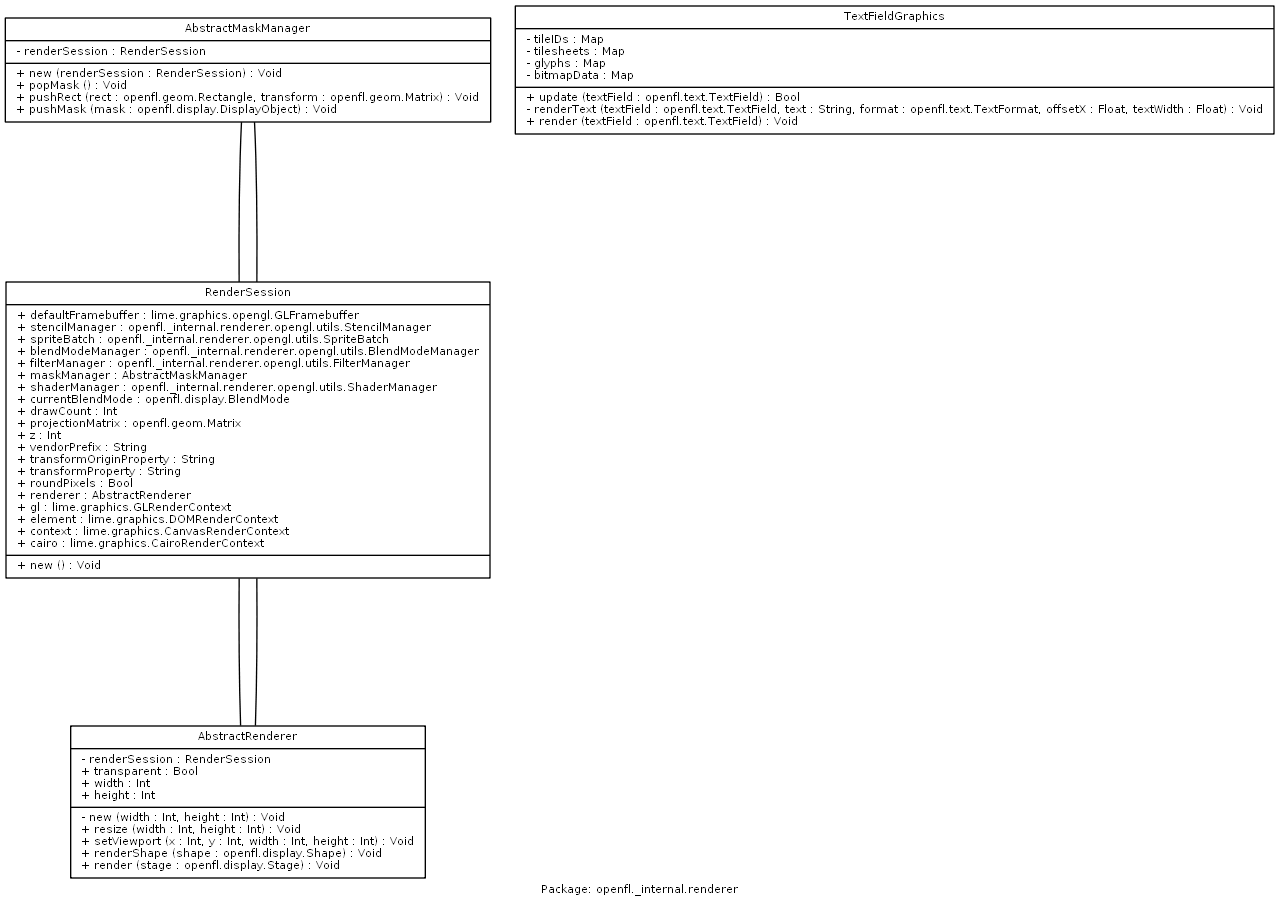 AbstractMaskManager
- renderSession : RenderSession
+ new (renderSession : RenderSession) : Void
+ popMask () : Void
+ pushRect (rect : openfl.geom.Rectangle, transform : openfl.geom.Matrix) : Void
+ pushMask (mask : openfl.display.DisplayObject) : Void
TextFieldGraphics
- tileIDs : Map
- tilesheets : Map
- glyphs : Map
- bitmapData : Map
+ update (textField : openfl.text.TextField) : Bool
- renderText (textField : openfl.text.TextField, text : String, format : openfl.text.TextFormat, offsetX : Float, textWidth : Float) : Void
+ render (textField : openfl.text.TextField) : Void
RenderSession
+ defaultFramebuffer : lime.graphics.opengl.GLFramebuffer
+ stencilManager : openfl._internal.renderer.opengl.utils.StencilManager
+ spriteBatch : openfl._internal.renderer.opengl.utils.SpriteBatch
+ blendModeManager : openfl._internal.renderer.opengl.utils.BlendModeManager
+ filterManager : openfl._internal.renderer.opengl.utils.FilterManager
+ maskManager : AbstractMaskManager
+ shaderManager : openfl._internal.renderer.opengl.utils.ShaderManager
+ currentBlendMode : openfl.display.BlendMode
+ drawCount : Int
+ projectionMatrix : openfl.geom.Matrix
+ z : Int
+ vendorPrefix : String
+ transformOriginProperty : String
+ transformProperty : String
+ roundPixels : Bool
+ renderer : AbstractRenderer
+ gl : lime.graphics.GLRenderContext
+ element : lime.graphics.DOMRenderContext
+ context : lime.graphics.CanvasRenderContext
+ cairo : lime.graphics.CairoRenderContext
+ new () : Void
AbstractRenderer
- renderSession : RenderSession
+ transparent : Bool
+ width : Int
+ height : Int
- new (width : Int, height : Int) : Void
+ resize (width : Int, height : Int) : Void
+ setViewport (x : Int, y : Int, width : Int, height : Int) : Void
+ renderShape (shape : openfl.display.Shape) : Void
+ render (stage : openfl.display.Stage) : Void
Package: openfl._internal.renderer